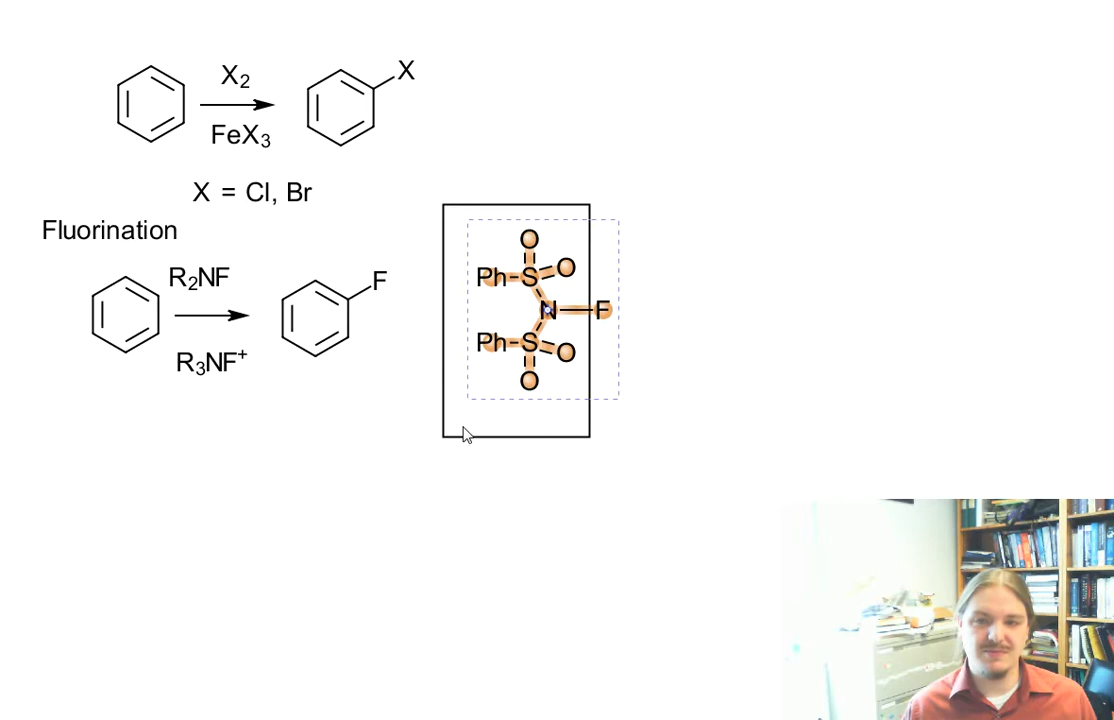 X
X₂
FeX₃
X = Cl, Br
Fluorination
R₂NF
F
R₃NF⁺
O
O
Ph S
N F
Ph S
O
O